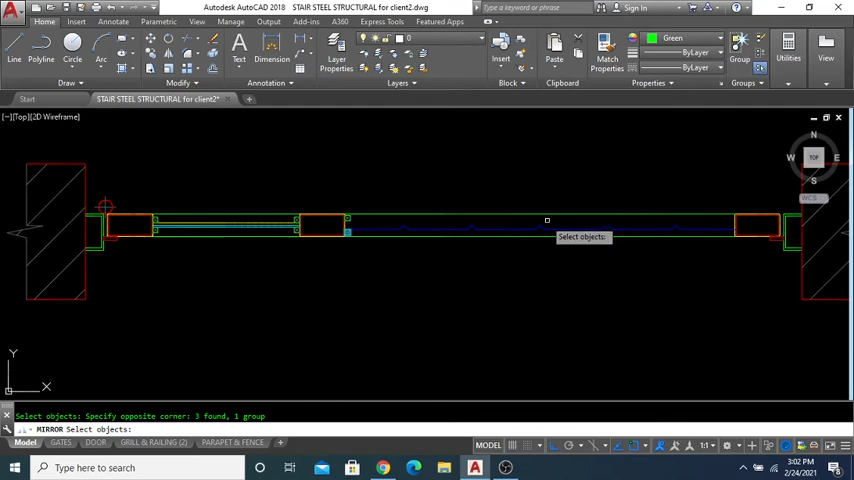 Autodesk AutoCAD 2018 STAIR STEEL STRUCTURAL for client2.dwg
Type a keyword or phrase
Sign In
Home Insert Annotate Parametric View Manage Output Add-ins A360 Express Tools Featured Apps
0
Green
Line Polyline Circle Arc
Text Dimension
Layer Properties
Insert
Paste
Match Properties
ByLayer
ByLayer
Group
Utilities
View
Draw Modify Annotation Layers Block Clipboard Properties Groups
Start STAIR STEEL STRUCTURAL for client2*
[−][Top][2D Wireframe]
N
W TOP E
S
WCS
Select objects:
Y
X
Select objects: Specify opposite corner: 3 found, 1 group
MIRROR Select objects:
Model GATES DOOR GRILL & RAILING (2) PARAPET & FENCE
MODEL 1:1
Type here to search
3:02 PM
2/24/2021